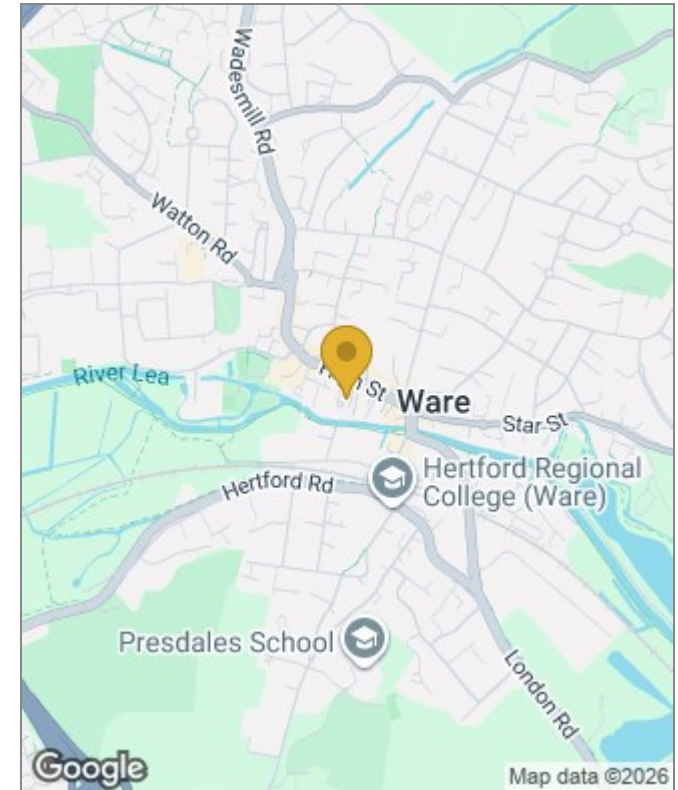 Wadesmill Rd
Watton Rd
River Lea
St
Ware
Star St
Hertford Rd
Hertford Regional
College (Ware)
Presdales School
London Rd
Google
Map data ©2026